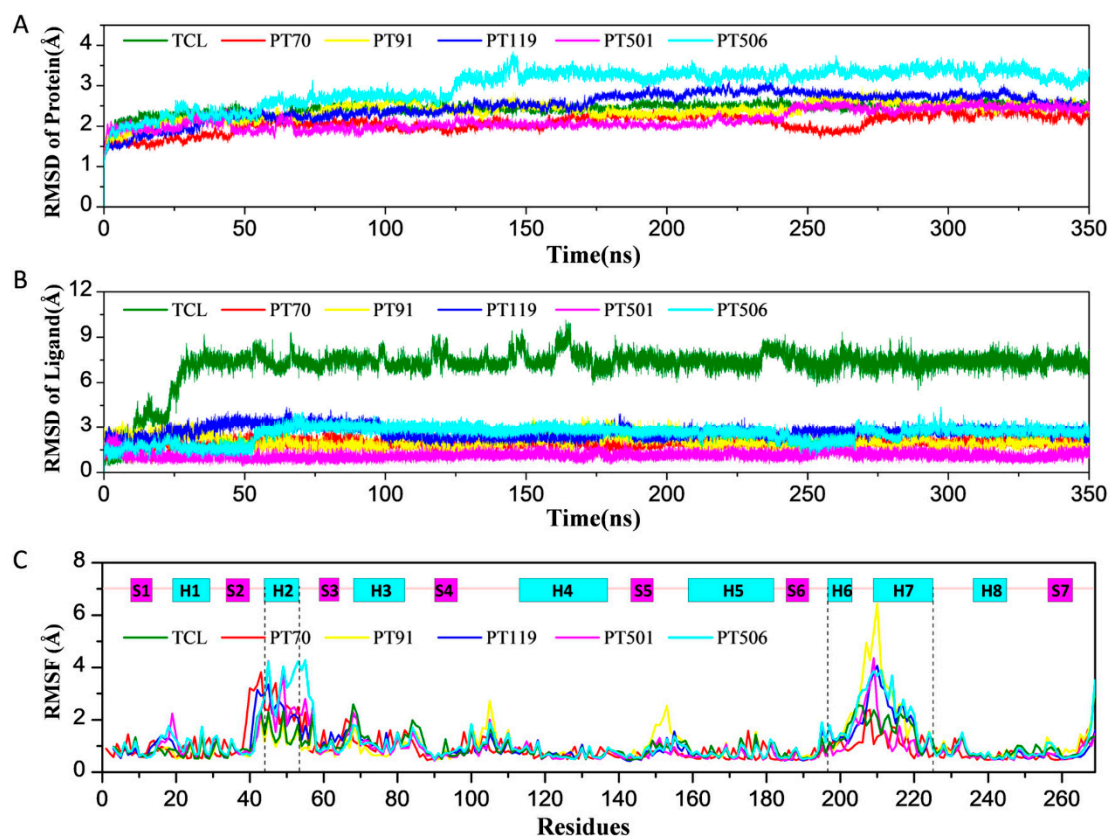 A
RMSD of Protein(Å)
TCL PT70 PT91 PT119 PT501 PT506
4
3
2
1
0
0 50 100 150 200 250 300 350
Time(ns)
B
RMSD of Ligand(Å)
TCL PT70 PT91 PT119 PT501 PT506
12
9
6
3
0
0 50 100 150 200 250 300 350
Time(ns)
C
RMSF (Å)
S1 H1 S2 H2 S3 H3 S4 H4 S5 H5 S6 H6 H7 H8 S7
TCL PT70 PT91 PT119 PT501 PT506
8
6
4
2
0
0 20 40 60 80 100 120 140 160 180 200 220 240 260
Residues